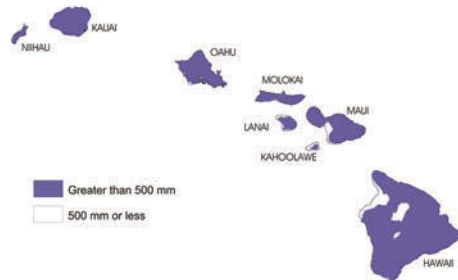 KAUAI
NIIHAU
OAHU
MOLOKAI
MAUI
LANAI
KAHOOLAWE
Greater than 500 mm
500 mm or less
HAWAII